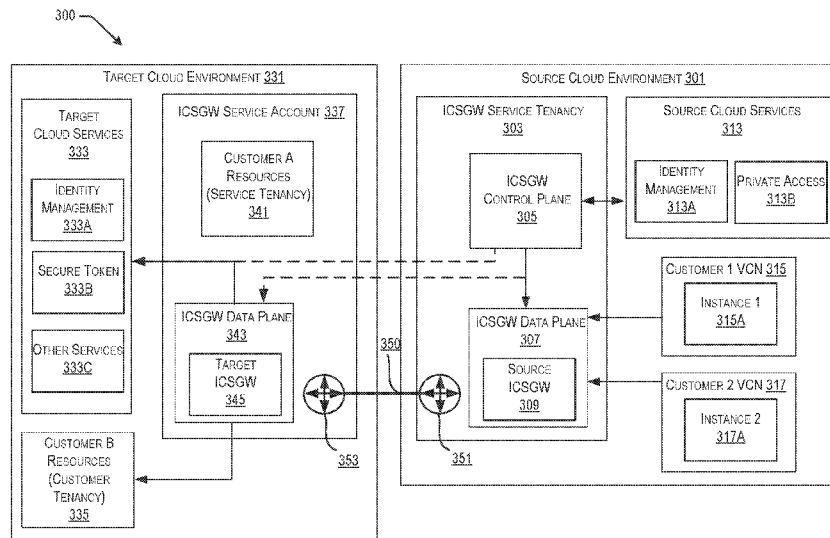 300
TARGET CLOUD ENVIRONMENT 331
TARGET
CLOUD SERVICES
333
IDENTITY
MANAGEMENT
333A
SECURE TOKEN
333B
OTHER SERVICES
333C
CUSTOMER B
RESOURCES
(CUSTOMER
TENANCY)
335
ICSGW SERVICE ACCOUNT 337
CUSTOMER A
RESOURCES
(SERVICE TENANCY)
341
ICSGW DATA PLANE
343
TARGET
ICSGW
345
353
350
351
SOURCE CLOUD ENVIRONMENT 301
ICSGW SERVICE TENANCY
303
ICSGW
CONTROL PLANE
305
ICSGW DATA PLANE
307
SOURCE
ICSGW
309
SOURCE CLOUD SERVICES
313
IDENTITY
MANAGEMENT
313A
PRIVATE ACCESS
313B
CUSTOMER 1 VCN 315
INSTANCE 1
315A
CUSTOMER 2 VCN 317
INSTANCE 2
317A